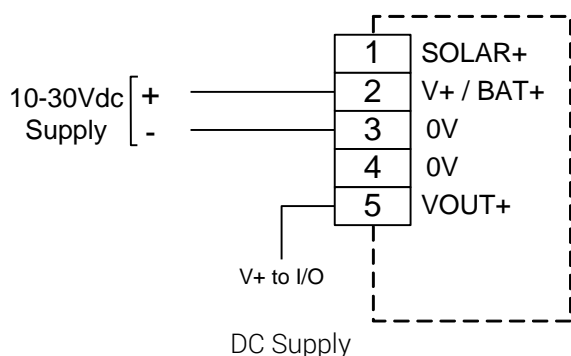 1 SOLAR+
10-30Vdc + 2 V+ / BAT+
Supply - 3 0V
4 0V
5 VOUT+
V+ to I/O
DC Supply